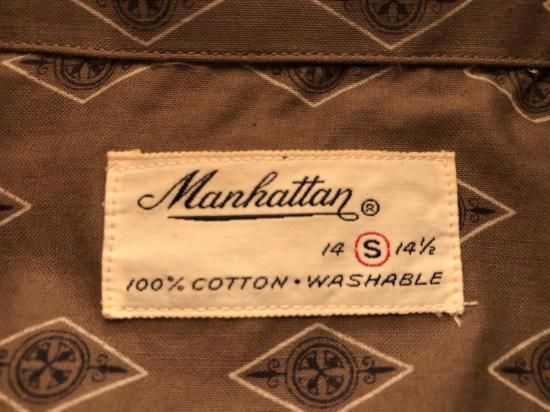 Manhattan ®
14 S 14½
100% COTTON • WASHABLE